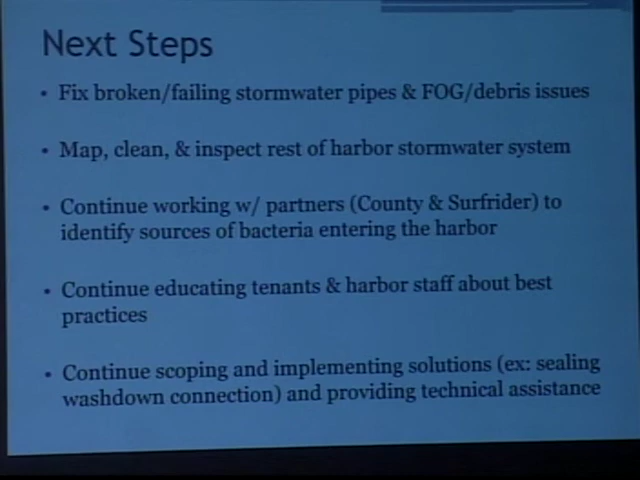 Next Steps
• Fix broken/failing stormwater pipes & FOG/debris issues
• Map, clean, & inspect rest of harbor stormwater system
• Continue working w/ partners (County & Surfrider) to
identify sources of bacteria entering the harbor
• Continue educating tenants & harbor staff about best
practices
• Continue scoping and implementing solutions (ex: sealing
washdown connection) and providing technical assistance